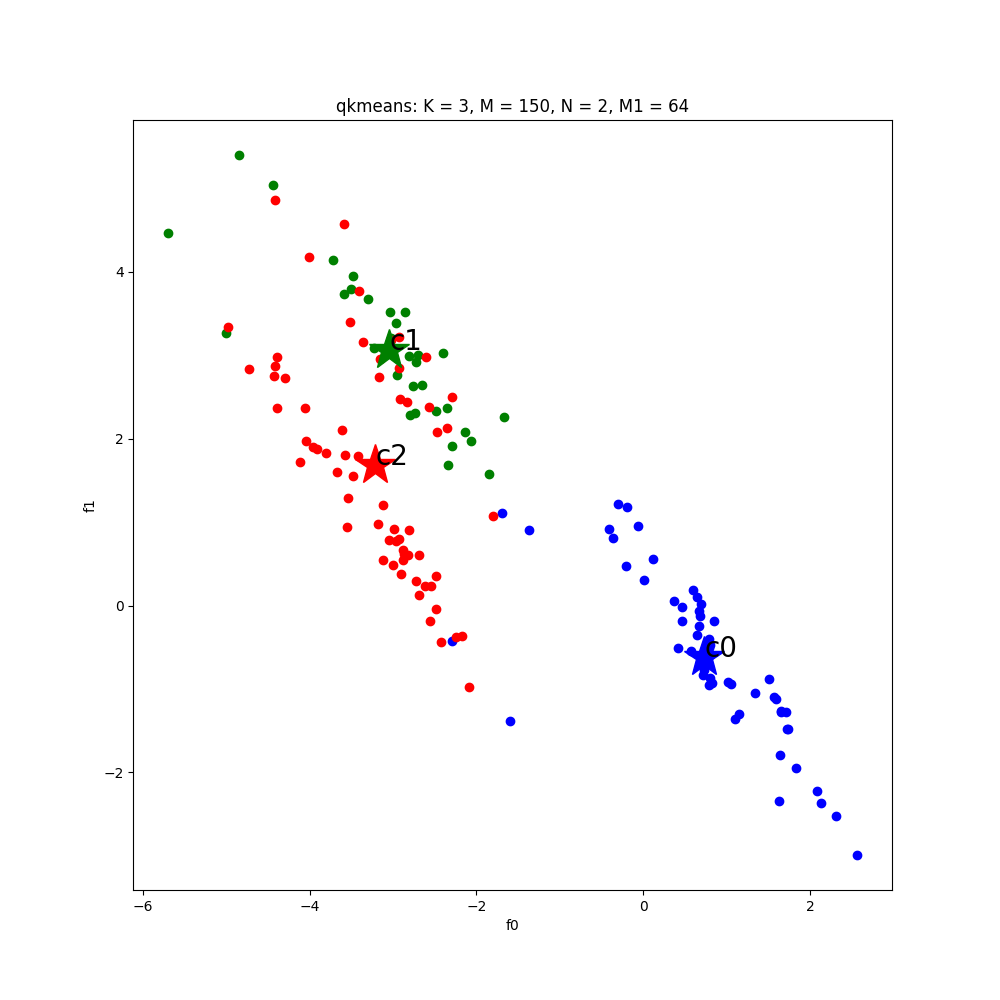 qkmeans: K = 3, M = 150, N = 2, M1 = 64
4
2
0
−2
f1
c1
c2
c0
−6
−4
−2
0
2
f0